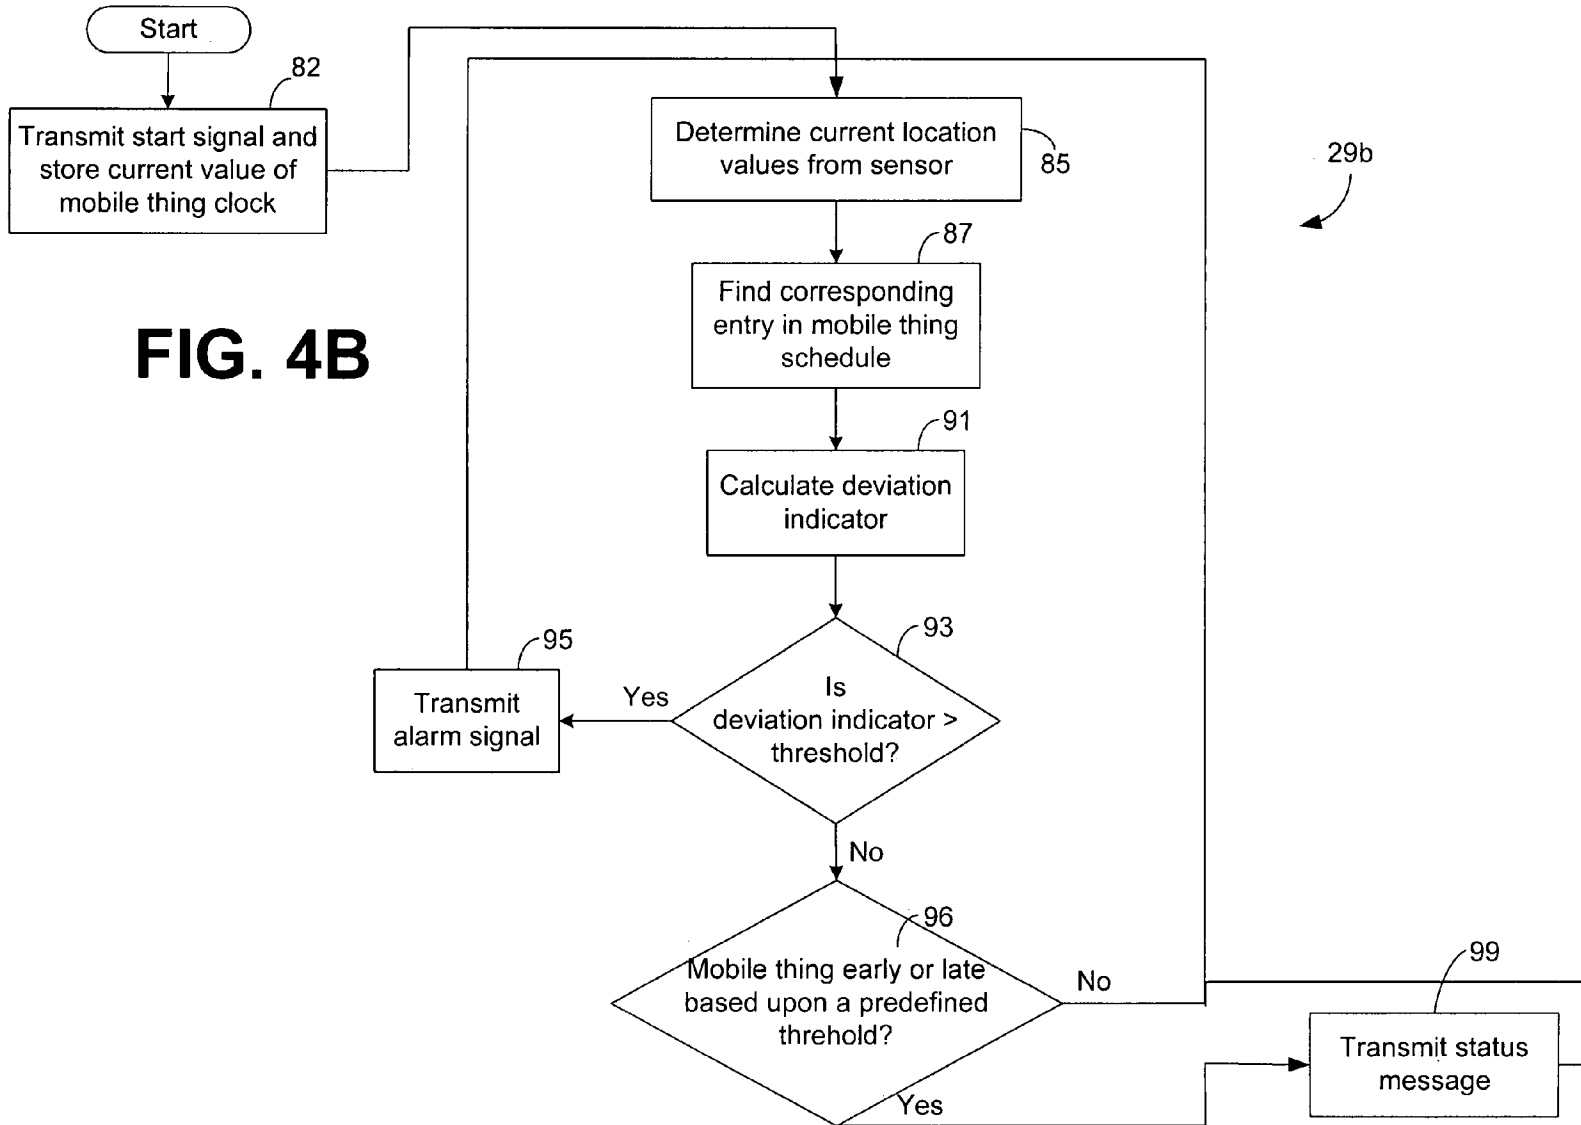 Start
82
Transmit start signal and
store current value of
mobile thing clock
Determine current location
values from sensor
85
29b
87
Find corresponding
entry in mobile thing
schedule
FIG. 4B
91
Calculate deviation
indicator
93
Is
deviation indicator >
threshold?
Yes
95
Transmit
alarm signal
No
96
Mobile thing early or late
based upon a predefined
threhold?
No
Yes
99
Transmit status
message